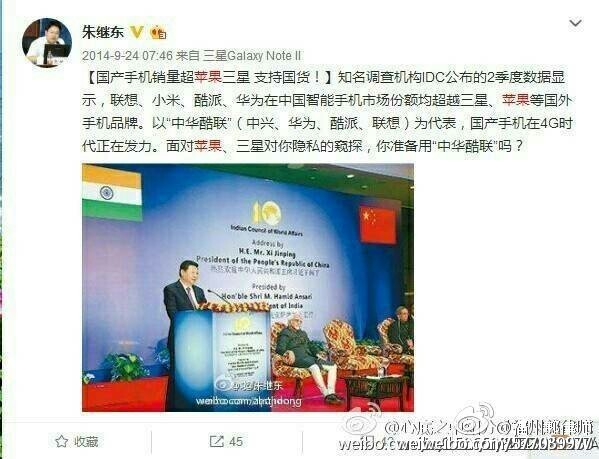 朱继东
2014-9-24 07:46 来自 三星Galaxy Note II
【国产手机销量超苹果三星 支持国货！】知名调查机构IDC公布的2季度数据显
示，联想、小米、酷派、华为在中国智能手机市场份额均超越三星、苹果等国外
手机品牌。以“中华酷联”（中兴、华为、酷派、联想）为代表，国产手机在4G时
代正在发力。面对苹果、三星对你隐私的窥探，你准备用“中华酷联”吗？
10
Indian Council of World Affairs
Address by
H.E. Mr. Xi Jinping
President of the People's Republic of China
Presided by
Hon'ble Shri M. Hamid Ansari
of India
@朱继东
收藏
45